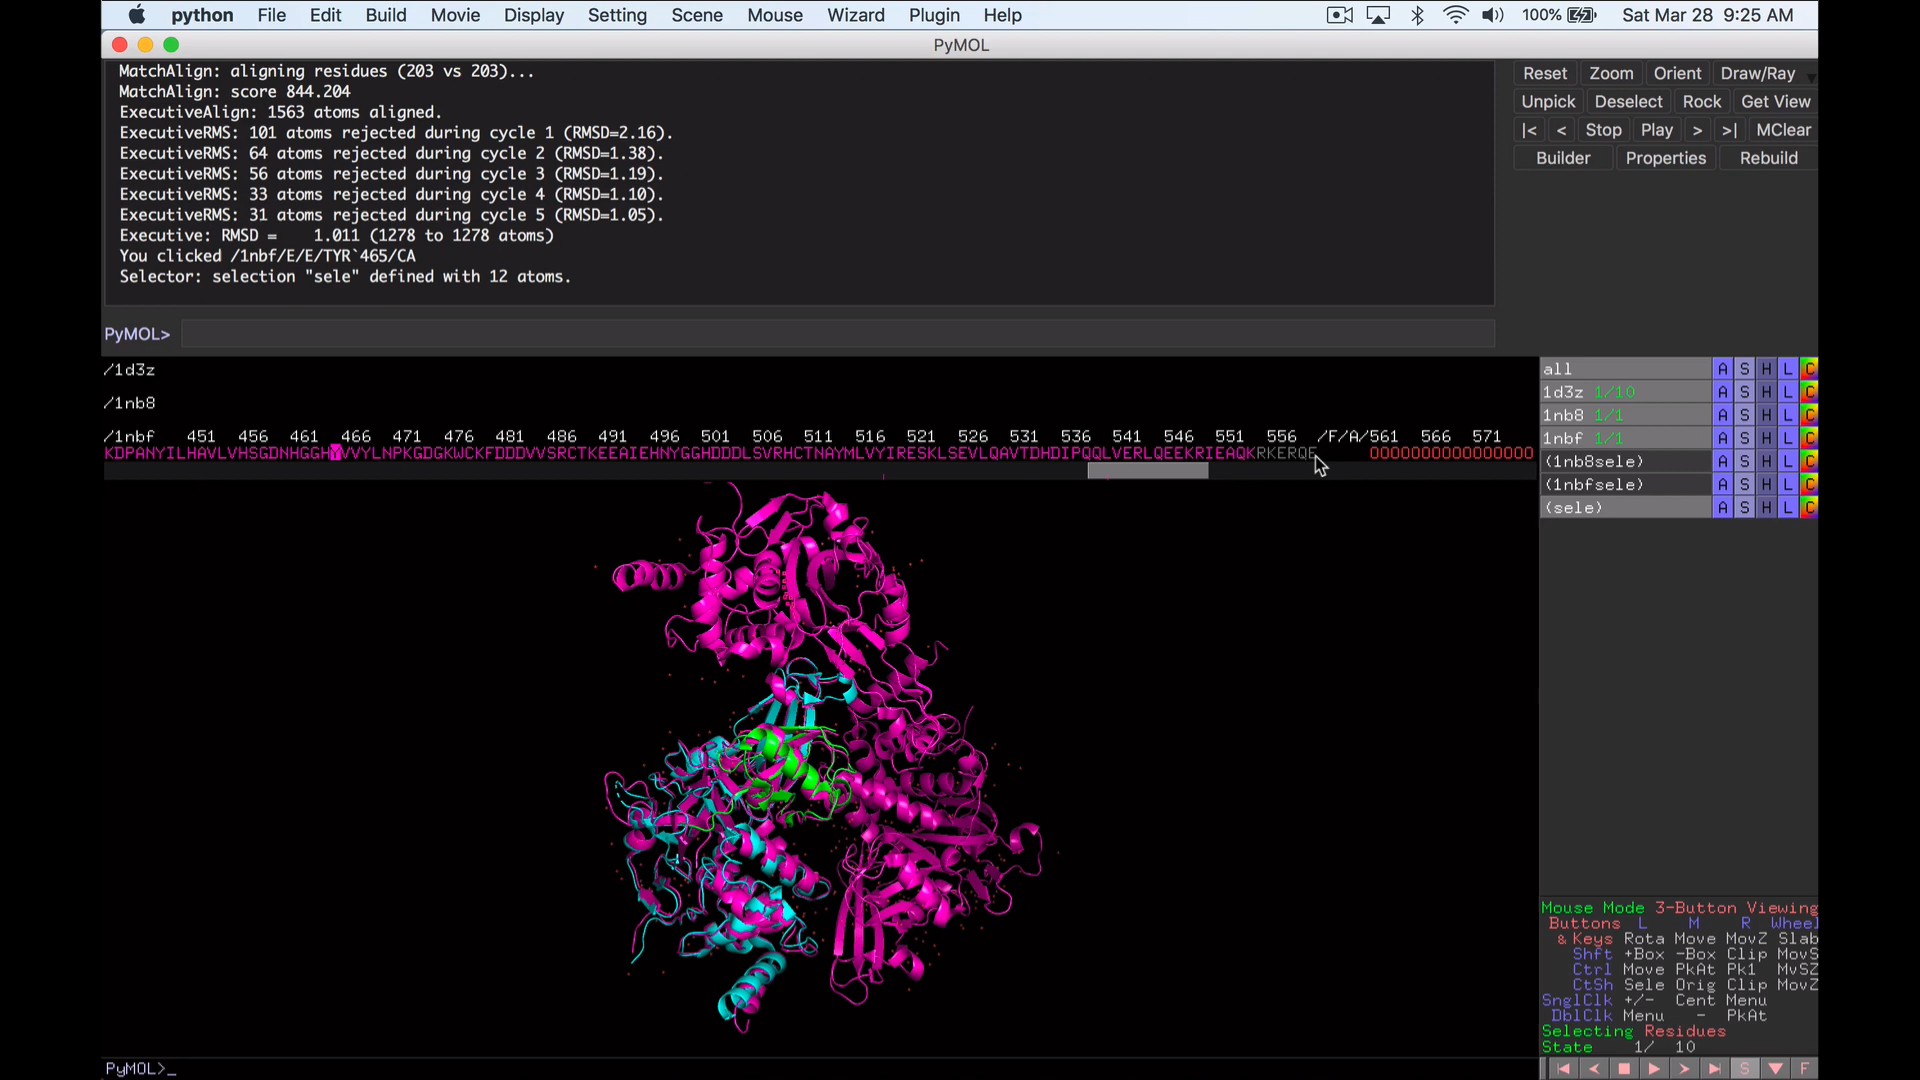 python File Edit Build Movie Display Setting Scene Mouse Wizard Plugin Help 100% Sat Mar 28 9:25 AM
PyMOL
MatchAlign: aligning residues (203 vs 203)...
MatchAlign: score 844.204
ExecutiveAlign: 1563 atoms aligned.
ExecutiveRMS: 101 atoms rejected during cycle 1 (RMSD=2.16).
ExecutiveRMS: 64 atoms rejected during cycle 2 (RMSD=1.38).
ExecutiveRMS: 56 atoms rejected during cycle 3 (RMSD=1.19).
ExecutiveRMS: 33 atoms rejected during cycle 4 (RMSD=1.10).
ExecutiveRMS: 31 atoms rejected during cycle 5 (RMSD=1.05).
Executive: RMSD =    1.011 (1278 to 1278 atoms)
You clicked /1nbf/E/E/TYR`465/CA
Selector: selection "sele" defined with 12 atoms.
PyMOL>
Reset Zoom Orient Draw/Ray
Unpick Deselect Rock Get View
|< < Stop Play > >| MClear
Builder Properties Rebuild
/1d3z
/1nb8
/1nbf 451 456 461 466 471 476 481 486 491 496 501 506 511 516 521 526 531 536 541 546 551 556 /F/A/561 566 571
KDPANYILHAVLVHSGDNHGGHYVVYLNPKGDGKWCKFDDDVVSRCTKEEAIEHNYGGHDDDLSVRHCTNAYMLVYIRESKLSEVLQAVTDHDIPQQLVERLQEEKRIEAQKRKERQE OOOOOOOOOOOOOOOO
all A S H L C
1d3z 1/10 A S H L C
1nb8 1/1 A S H L C
1nbf 1/1 A S H L C
(1nb8sele) A S H L C
(1nbfsele) A S H L C
(sele) A S H L C
Mouse Mode 3-Button Viewing
Buttons L M R Wheel
& Keys Rota Move MovZ Slab
Shft +Box -Box Clip MovS
Ctrl Move PkAt Pk1 MvSZ
CtSh Sele Orig Clip MovZ
SnglClk +/- Cent Menu
DblClk Menu - PkAt
Selecting Residues
State 1/ 10
PyMOL>_
S F